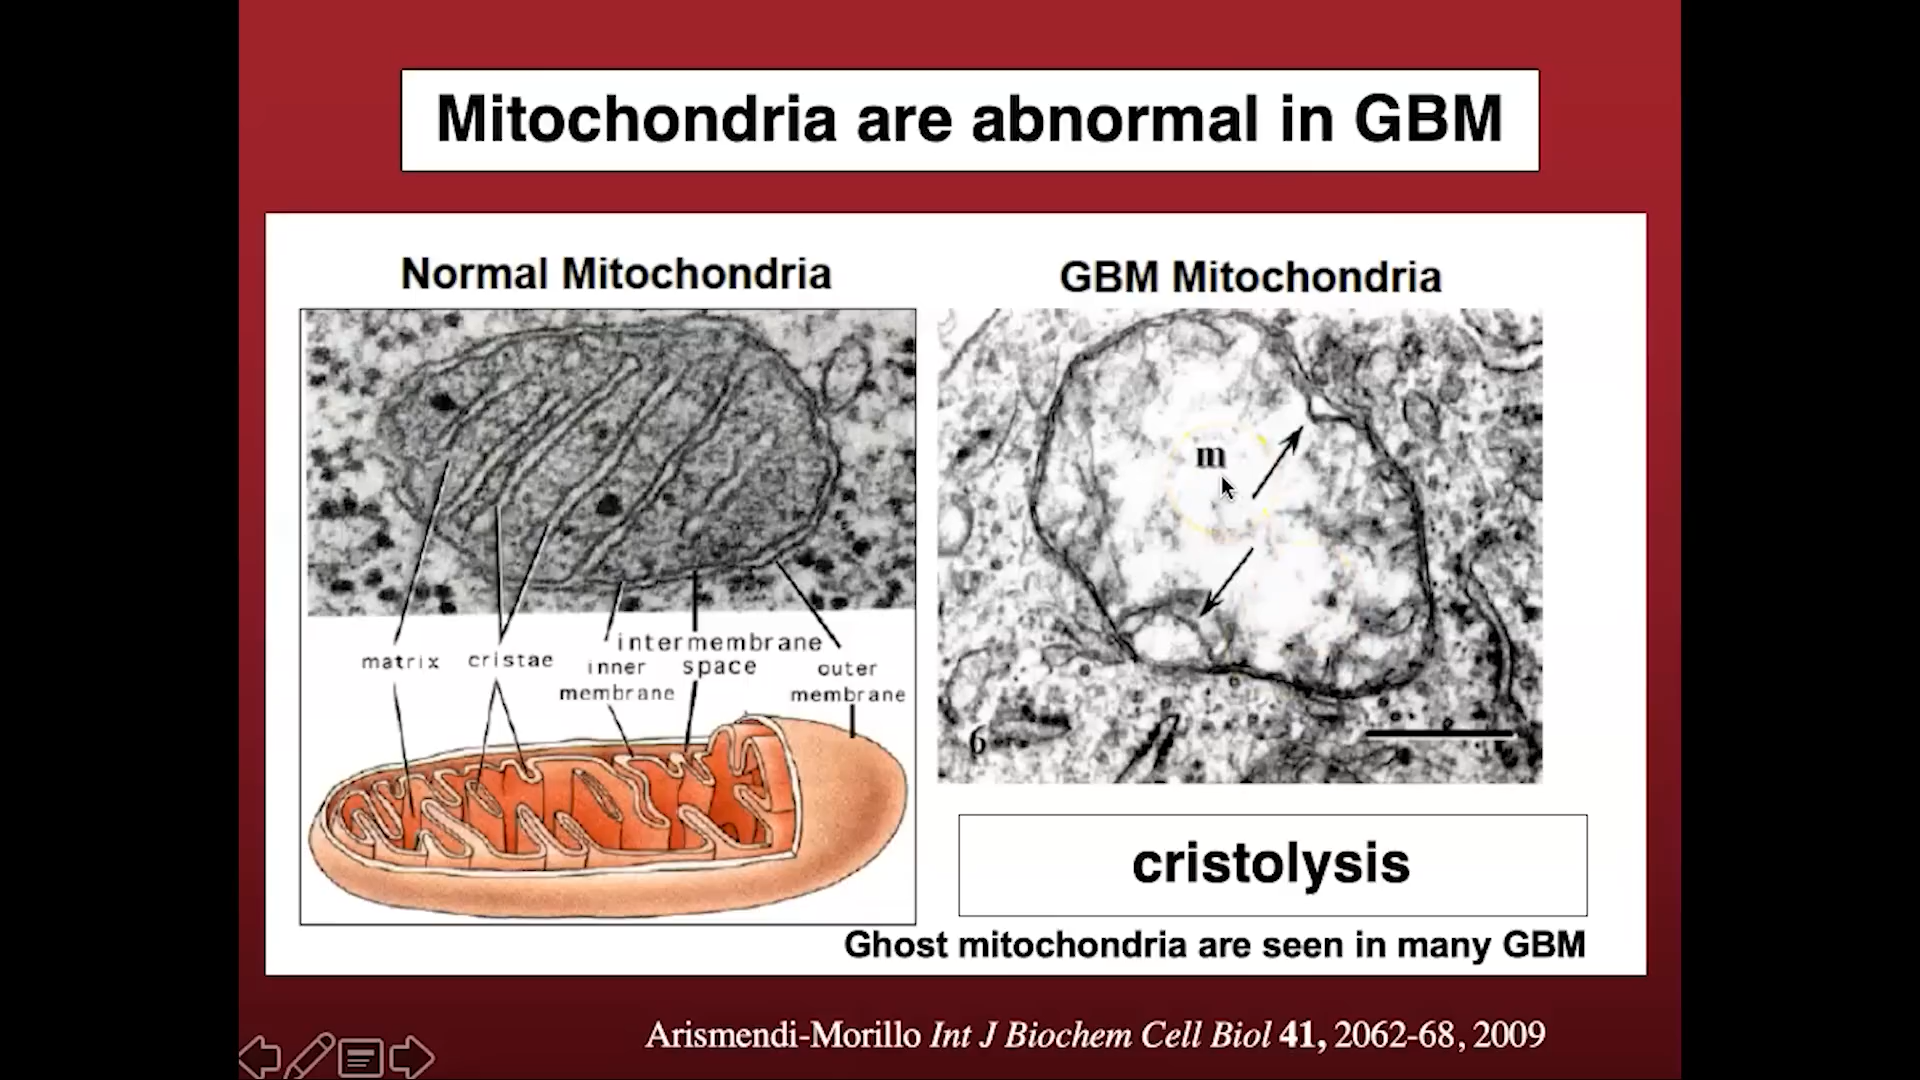 Mitochondria are abnormal in GBM
Normal Mitochondria
GBM Mitochondria
m
6
matrix
cristae
inner
membrane
intermembrane
space
outer
membrane
cristolysis
Ghost mitochondria are seen in many GBM
Arismendi-Morillo Int J Biochem Cell Biol 41, 2062-68, 2009